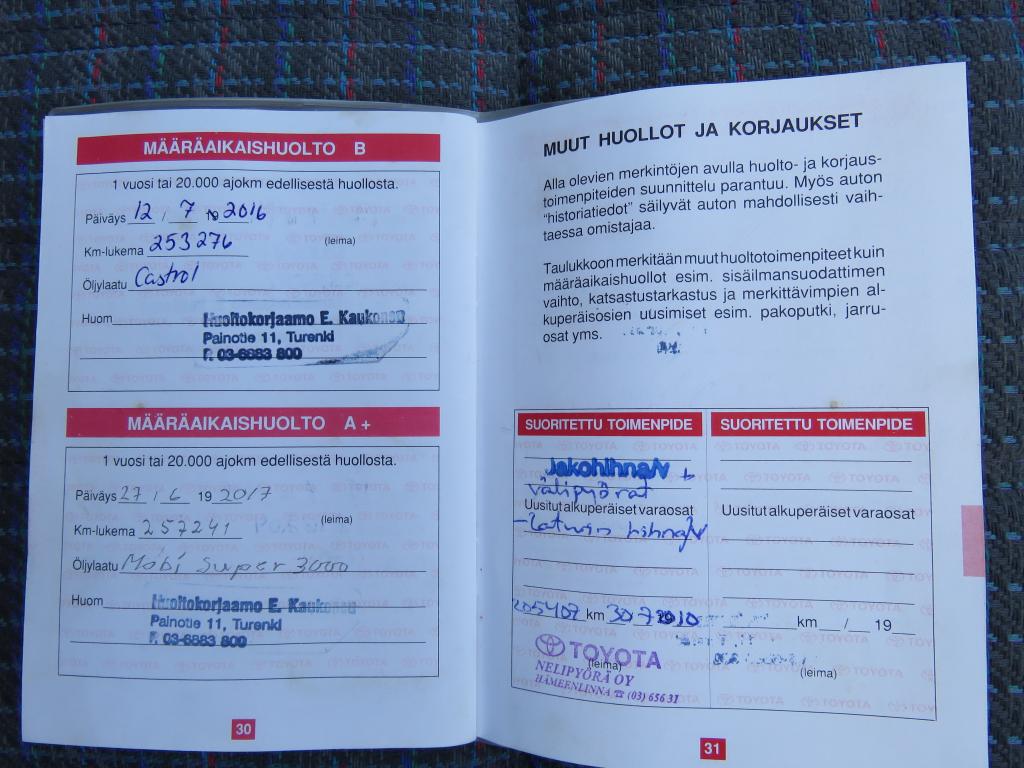 MÄÄRÄAIKAISHUOLTO B
1 vuosi tai 20.000 ajokm edellisestä huollosta.
Päiväys 12 / 7 2016
Km-lukema 253276
(leima)
Öljylaatu Castrol
Huom
Huoltokorjaamo E. Kaukonen
Painotie 11, Turenki
P. 03-6883 800
MÄÄRÄAIKAISHUOLTO A +
1 vuosi tai 20.000 ajokm edellisestä huollosta.
Päiväys 27 / 6 19 2017
Km-lukema 257241
(leima)
Öljylaatu Mobi Super 3000
Huom
Huoltokorjaamo E. Kaukonen
Painotie 11, Turenki
P. 03-6883 800
30
MUUT HUOLLOT JA KORJAUKSET
Alla olevien merkintöjen avulla huolto- ja korjaus-
toimenpiteiden suunnittelu parantuu. Myös auton
"historiatiedot" säilyvät auton mahdollisesti vaih-
taessa omistajaa.
Taulukkoon merkitään muut huoltotoimenpiteet kuin
määräaikaishuollot esim. sisäilmansuodattimen
vaihto, katsastustarkastus ja merkittävimpien al-
kuperäisosien uusimiset esim. pakoputki, jarru-
osat yms.
SUORITETTU TOIMENPIDE
Jakohihna/v +
välipyörät
Uusitut alkuperäiset varaosat
hihna/v
205407 km 30.7 2010
TOYOTA
(leima)
NELIPYÖRÄ OY
HÄMEENLINNA ☎ (03) 656 31
SUORITETTU TOIMENPIDE
Uusitut alkuperäiset varaosat
km / 19
(leima)
31